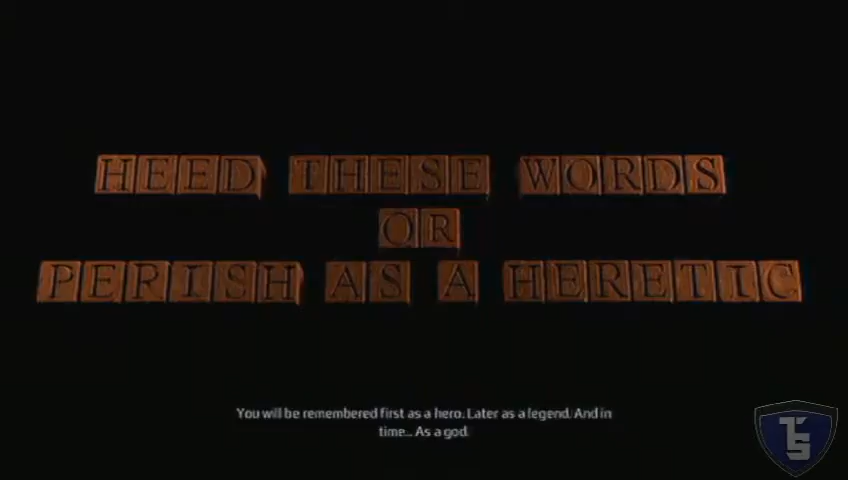 HEED THESE WORDS
OR
PERISH AS A HERETIC
You will be remembered first as a hero. Later as a legend. And in
time... As a god.
TS